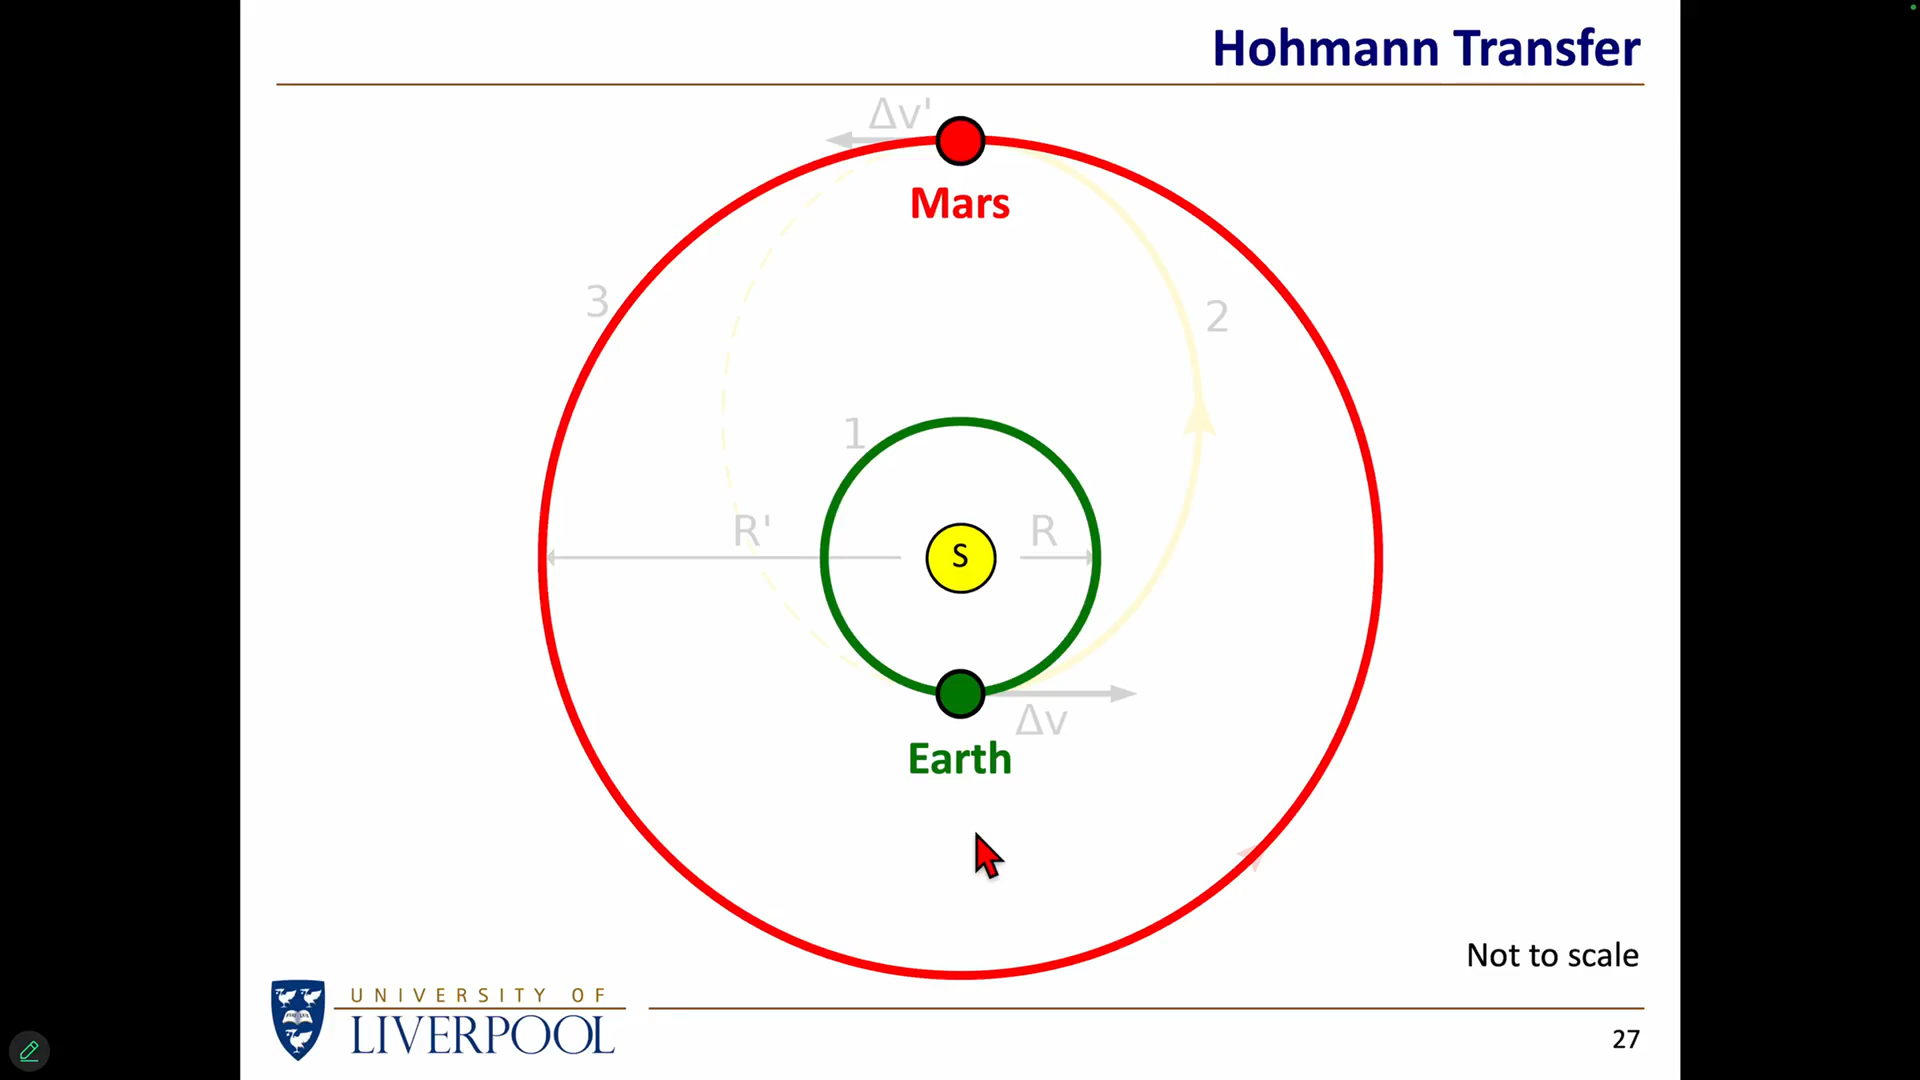 Hohmann Transfer
Δv'
Mars
3
2
1
R'
S
R
Δv
Earth
Not to scale
UNIVERSITY OF
LIVERPOOL
27